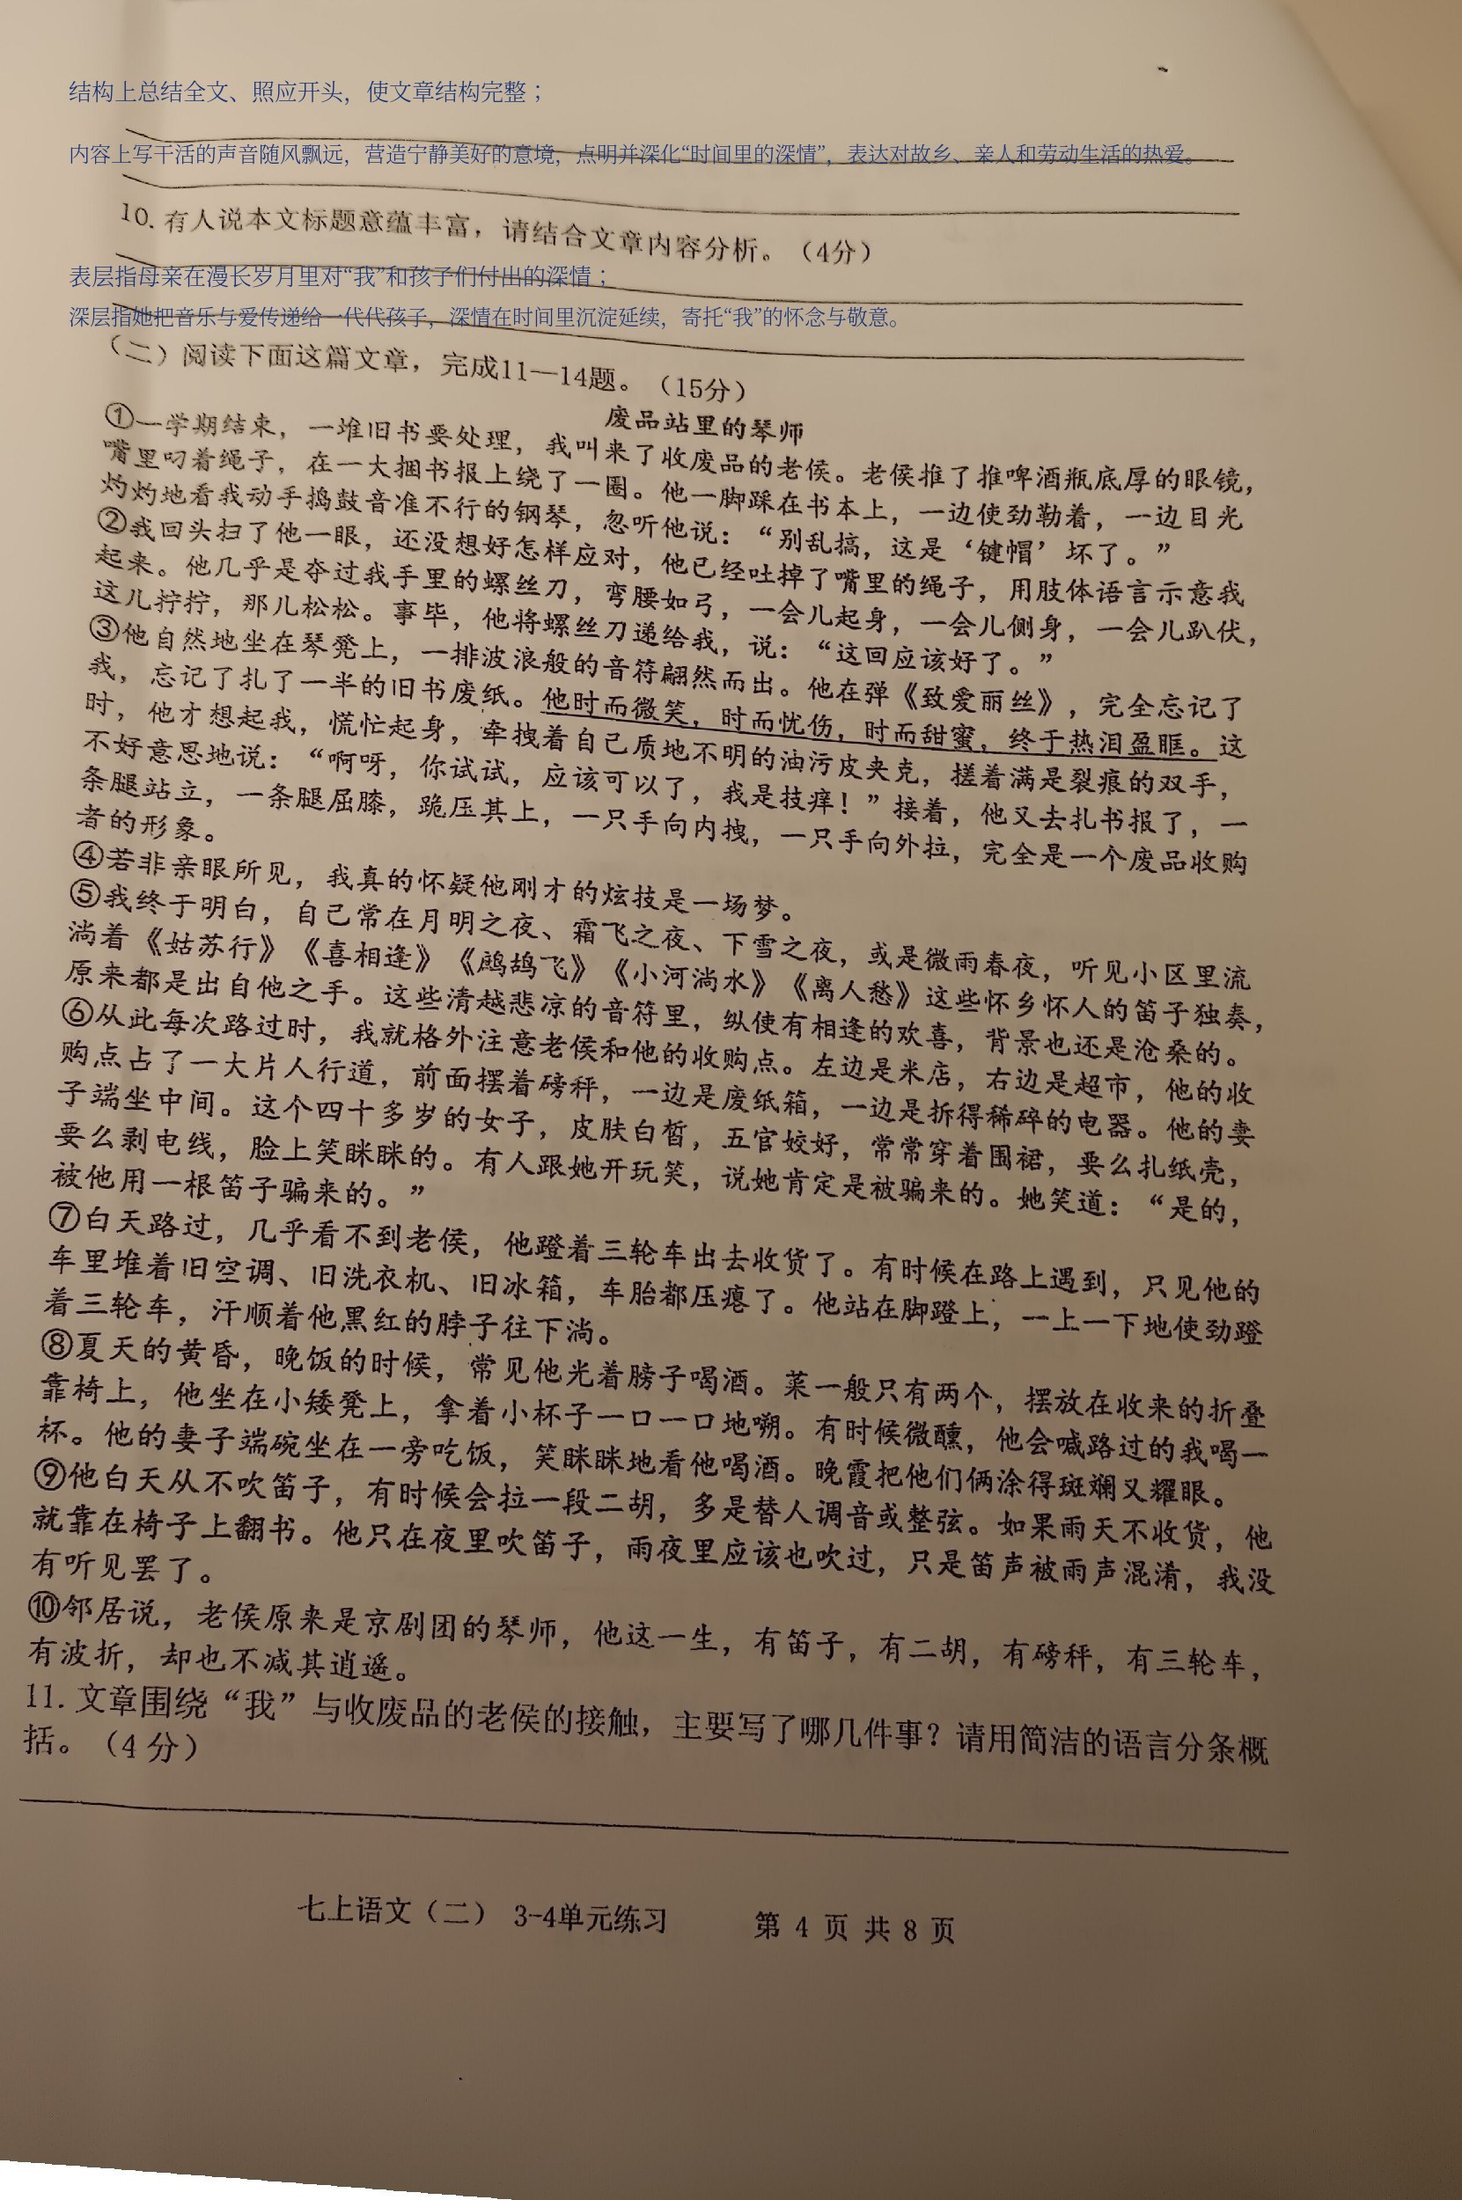 结构上总结全文、照应开头，使文章结构完整；
内容上写干活的声音随风飘远，营造宁静美好的意境，点明并深化“时间里的深情”，表达对故乡、亲人和劳动生活的热爱。
10. 有人说本文标题意蕴丰富，请结合文章内容分析。（4分）
表层指母亲在漫长岁月里对“我”和孩子们付出的深情；
深层指她把音乐与爱传递给一代代孩子，深情在时间里沉淀延续，寄托“我”的怀念与敬意。
（二）阅读下面这篇文章，完成11—14题。（15分）
废品站里的琴师
①一学期结束，一堆旧书要处理，我叫来了收废品的老侯。老侯推了推啤酒瓶底厚的眼镜，
嘴里叼着绳子，在一大捆书报上绕了一圈。他一脚踩在书本上，一边使劲勒着，一边目光
灼灼地看我动手捣鼓音准不行的钢琴，忽听他说：“别乱搞，这是‘键帽’坏了。”
②我回头扫了他一眼，还没想好怎样应对，他已经吐掉了嘴里的绳子，用肢体语言示意我
起来。他几乎是夺过我手里的螺丝刀，弯腰如弓，一会儿起身，一会儿侧身，一会儿趴伏，
这儿拧拧，那儿松松。事毕，他将螺丝刀递给我，说：“这回应该好了。”
③他自然地坐在琴凳上，一排波浪般的音符翩然而出。他在弹《致爱丽丝》，完全忘记了
我，忘记了扎了一半的旧书废纸。他时而微笑，时而忧伤，时而甜蜜，终于热泪盈眶。这
时，他才想起我，慌忙起身，牵拽着自己质地不明的油污皮夹克，搓着满是裂痕的双手，
不好意思地说：“啊呀，你试试，应该可以了，我是技痒！”接着，他又去扎书报了，一
条腿站立，一条腿屈膝，跪压其上，一只手向内拽，一只手向外拉，完全是一个废品收购
者的形象。
④若非亲眼所见，我真的怀疑他刚才的炫技是一场梦。
⑤我终于明白，自己常在月明之夜、霜飞之夜、下雪之夜，或是微雨春夜，听见小区里流
淌着《姑苏行》《喜相逢》《鹧鸪飞》《小河淌水》《离人愁》这些怀乡怀人的笛子独奏，
原来都是出自他之手。这些清越悲凉的音符里，纵使有相逢的欢喜，背景也还是沧桑的。
⑥从此每次路过时，我就格外注意老侯和他的收购点。左边是米店，右边是超市，他的收
购点占了一大片人行道，前面摆着磅秤，一边是废纸箱，一边是拆得稀碎的电器。他的妻
子端坐中间。这个四十多岁的女子，皮肤白皙，五官姣好，常常穿着围裙，要么扎纸壳，
要么剥电线，脸上笑眯眯的。有人跟她开玩笑，说她肯定是被骗来的。她笑道：“是的，
被他用一根笛子骗来的。”
⑦白天路过，几乎看不到老侯，他蹬着三轮车出去收货了。有时候在路上遇到，只见他的
车里堆着旧空调、旧洗衣机、旧冰箱，车胎都压瘪了。他站在脚蹬上，一上一下地使劲蹬
着三轮车，汗顺着他黑红的脖子往下淌。
⑧夏天的黄昏，晚饭的时候，常见他光着膀子喝酒。菜一般只有两个，摆放在收来的折叠
靠椅上，他坐在小矮凳上，拿着小杯子一口一口地嘬。有时候微醺，他会喊路过的我喝一
杯。他的妻子端碗坐在一旁吃饭，笑眯眯地看他喝酒。晚霞把他们俩涂得斑斓又耀眼。
⑨他白天从不吹笛子，有时候会拉一段二胡，多是替人调音或整弦。如果雨天不收货，他
就靠在椅子上翻书。他只在夜里吹笛子，雨夜里应该也吹过，只是笛声被雨声混淆，我没
有听见罢了。
⑩邻居说，老侯原来是京剧团的琴师，他这一生，有笛子，有二胡，有磅秤，有三轮车，
有波折，却也不减其逍遥。
11. 文章围绕“我”与收废品的老侯的接触，主要写了哪几件事？请用简洁的语言分条概
括。（4 分）
七上语文（二） 3-4单元练习 第 4 页 共 8 页